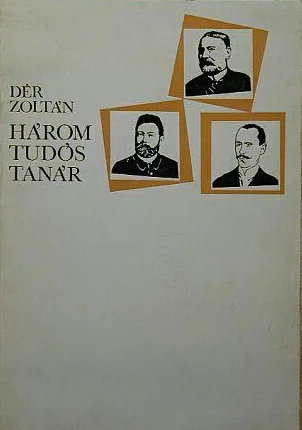 DÉR
ZOLTÁN
HÁROM
TUDÓS
TANÁR